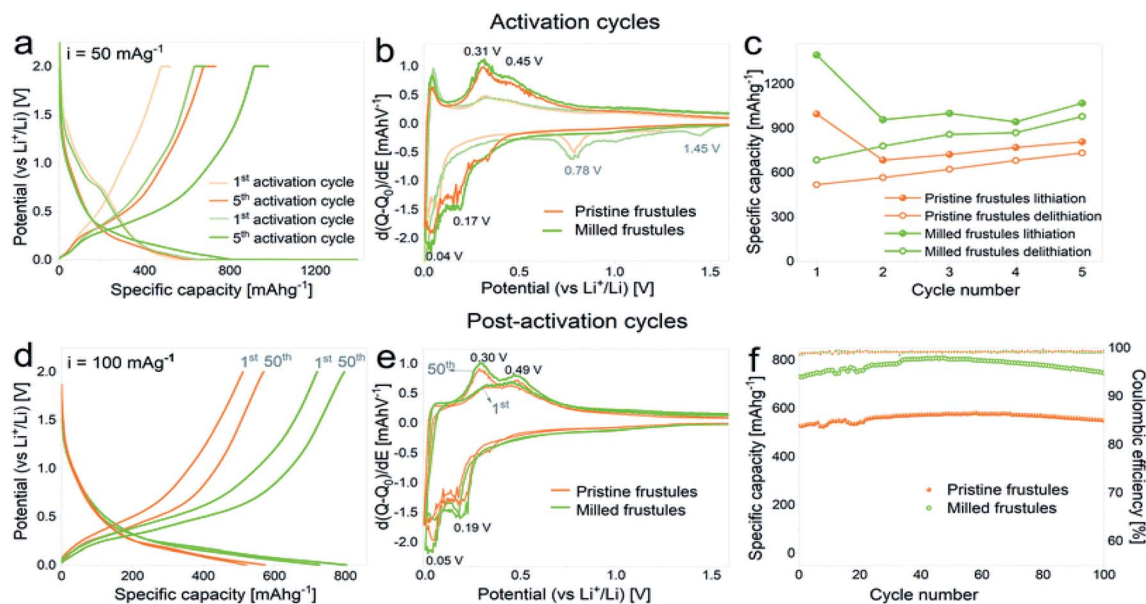 Activation cycles
a
i = 50 mAg⁻¹
2.0
1.5
1.0
0.5
0.0
Potential (vs Li⁺/Li) [V]
1ˢᵗ activation cycle
5ᵗʰ activation cycle
1ˢᵗ activation cycle
5ᵗʰ activation cycle
0 400 800 1200
Specific capacity [mAhg⁻¹]
b
0.31 V
0.45 V
1.0
0.5
0.0
-0.5
-1.0
-1.5
-2.0
d(Q-Q₀)/dE [mAhV⁻¹]
1.45 V
0.78 V
0.17 V
0.04 V
Pristine frustules
Milled frustules
0.0 0.5 1.0 1.5
Potential (vs Li⁺/Li) [V]
c
1200
900
600
300
0
Specific capacity [mAhg⁻¹]
Pristine frustules lithiation
Pristine frustules delithiation
Milled frustules lithiation
Milled frustules delithiation
1 2 3 4 5
Cycle number
Post-activation cycles
d
i = 100 mAg⁻¹
1ˢᵗ 50ᵗʰ 1ˢᵗ 50ᵗʰ
2.0
1.5
1.0
0.5
0.0
Potential (vs Li⁺/Li) [V]
0 200 400 600 800
Specific capacity [mAhg⁻¹]
e
0.30 V
0.49 V
50ᵗʰ
1ˢᵗ
1.0
0.5
0.0
-0.5
-1.0
-1.5
-2.0
d(Q-Q₀)/dE [mAhV⁻¹]
0.19 V
0.05 V
Pristine frustules
Milled frustules
0.0 0.5 1.0 1.5
Potential (vs Li⁺/Li) [V]
f
800
600
400
200
0
Specific capacity [mAhg⁻¹]
100
90
80
70
60
Coulombic efficiency [%]
Pristine frustules
Milled frustules
0 20 40 60 80 100
Cycle number